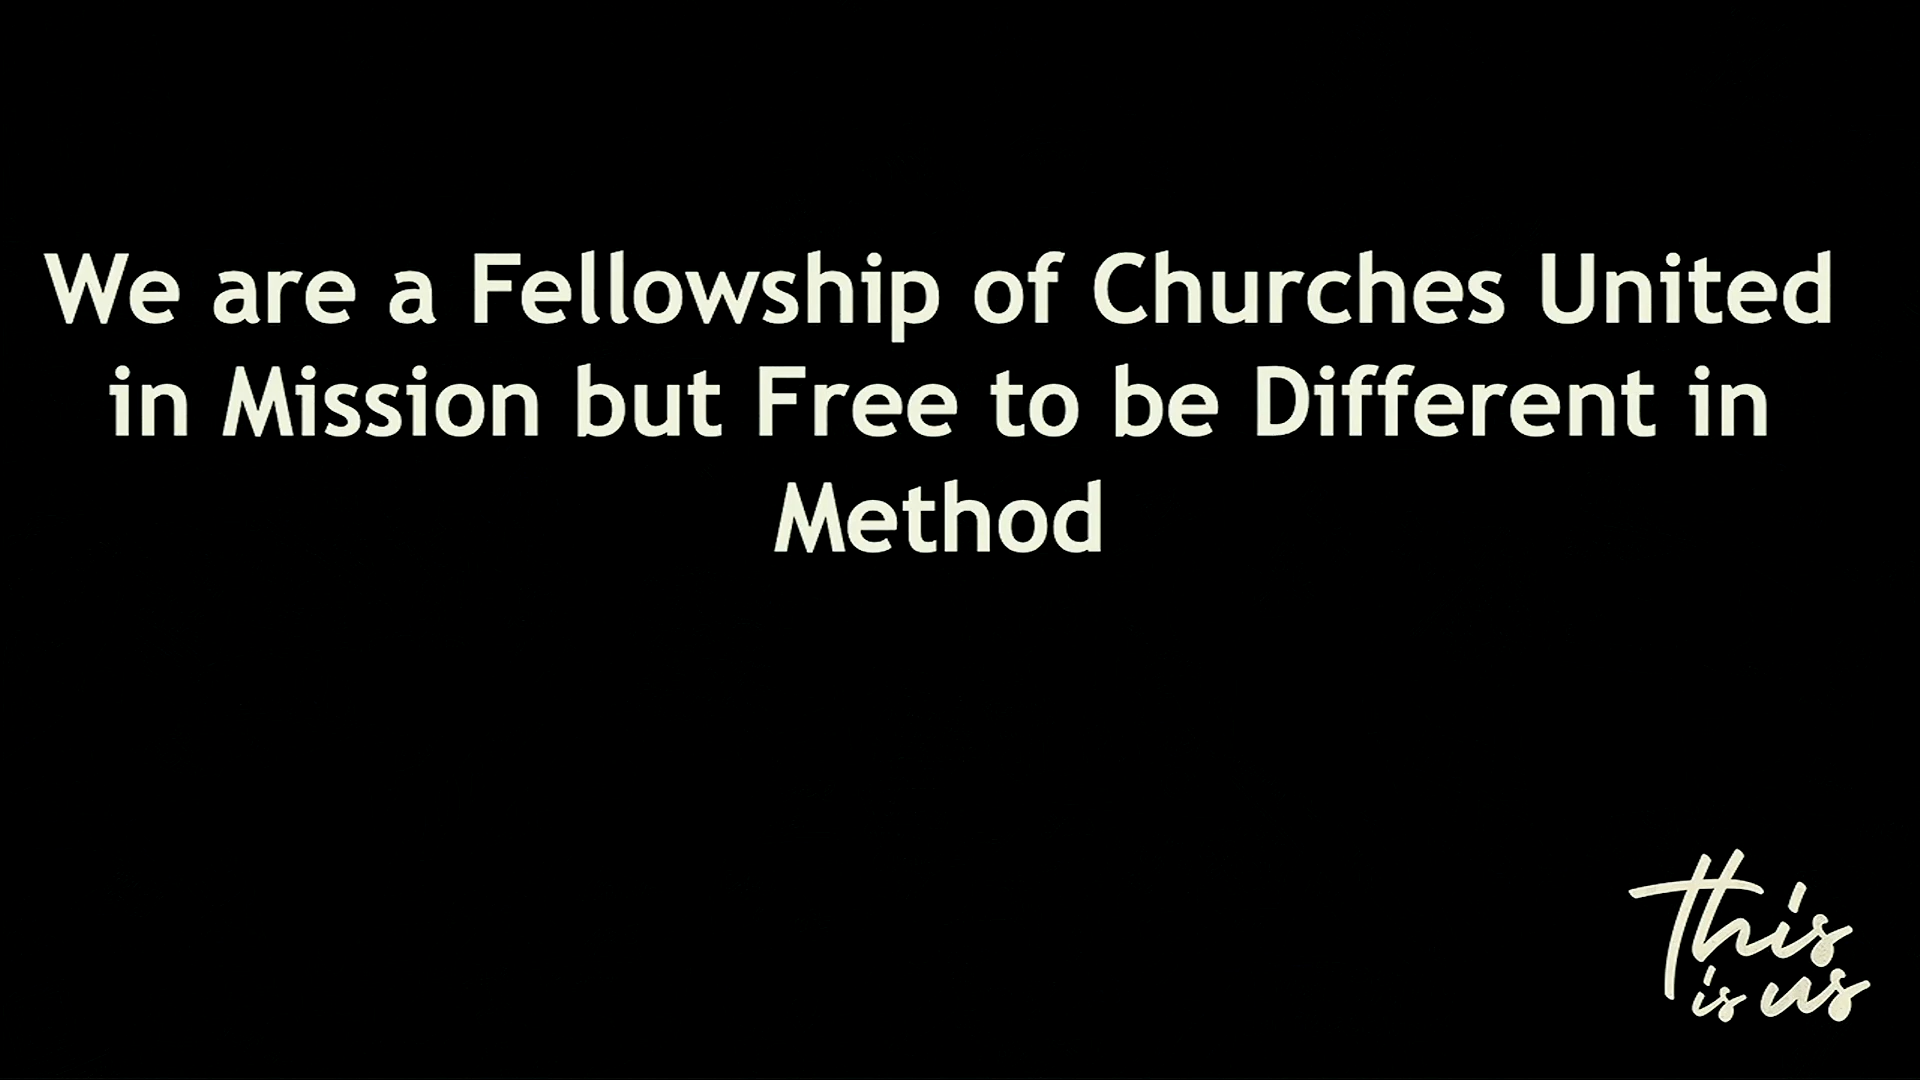 We are a Fellowship of Churches United
in Mission but Free to be Different in
Method
this
is us